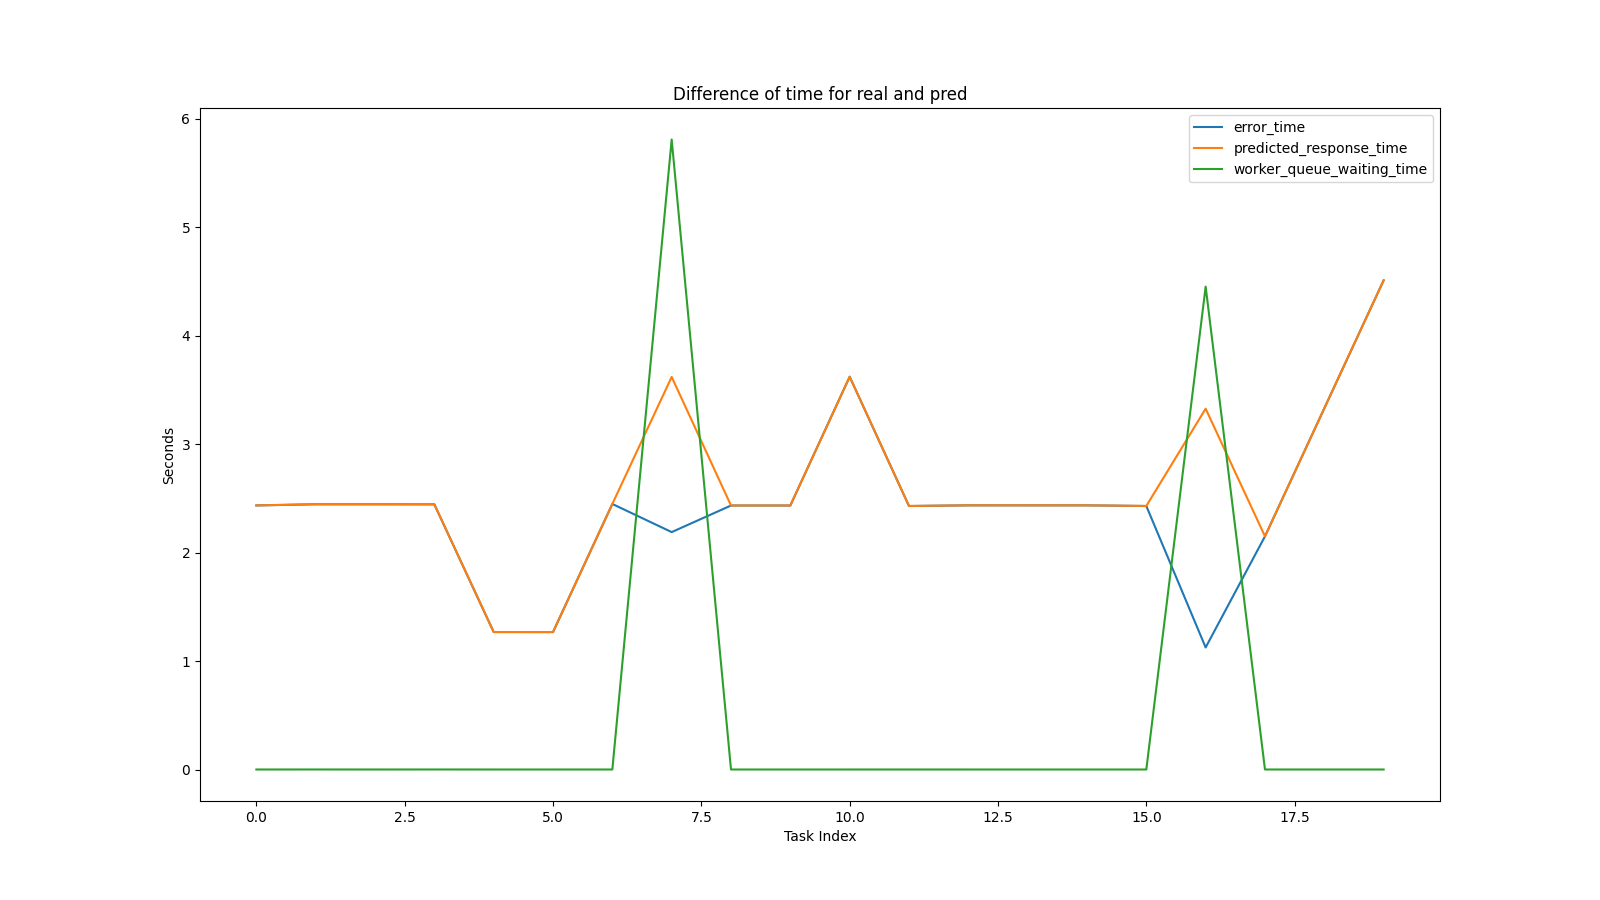 Difference of time for real and pred
error_time
predicted_response_time
worker_queue_waiting_time
6
5
4
3
2
1
0
Seconds
0.0 2.5 5.0 7.5 10.0 12.5 15.0 17.5
Task Index